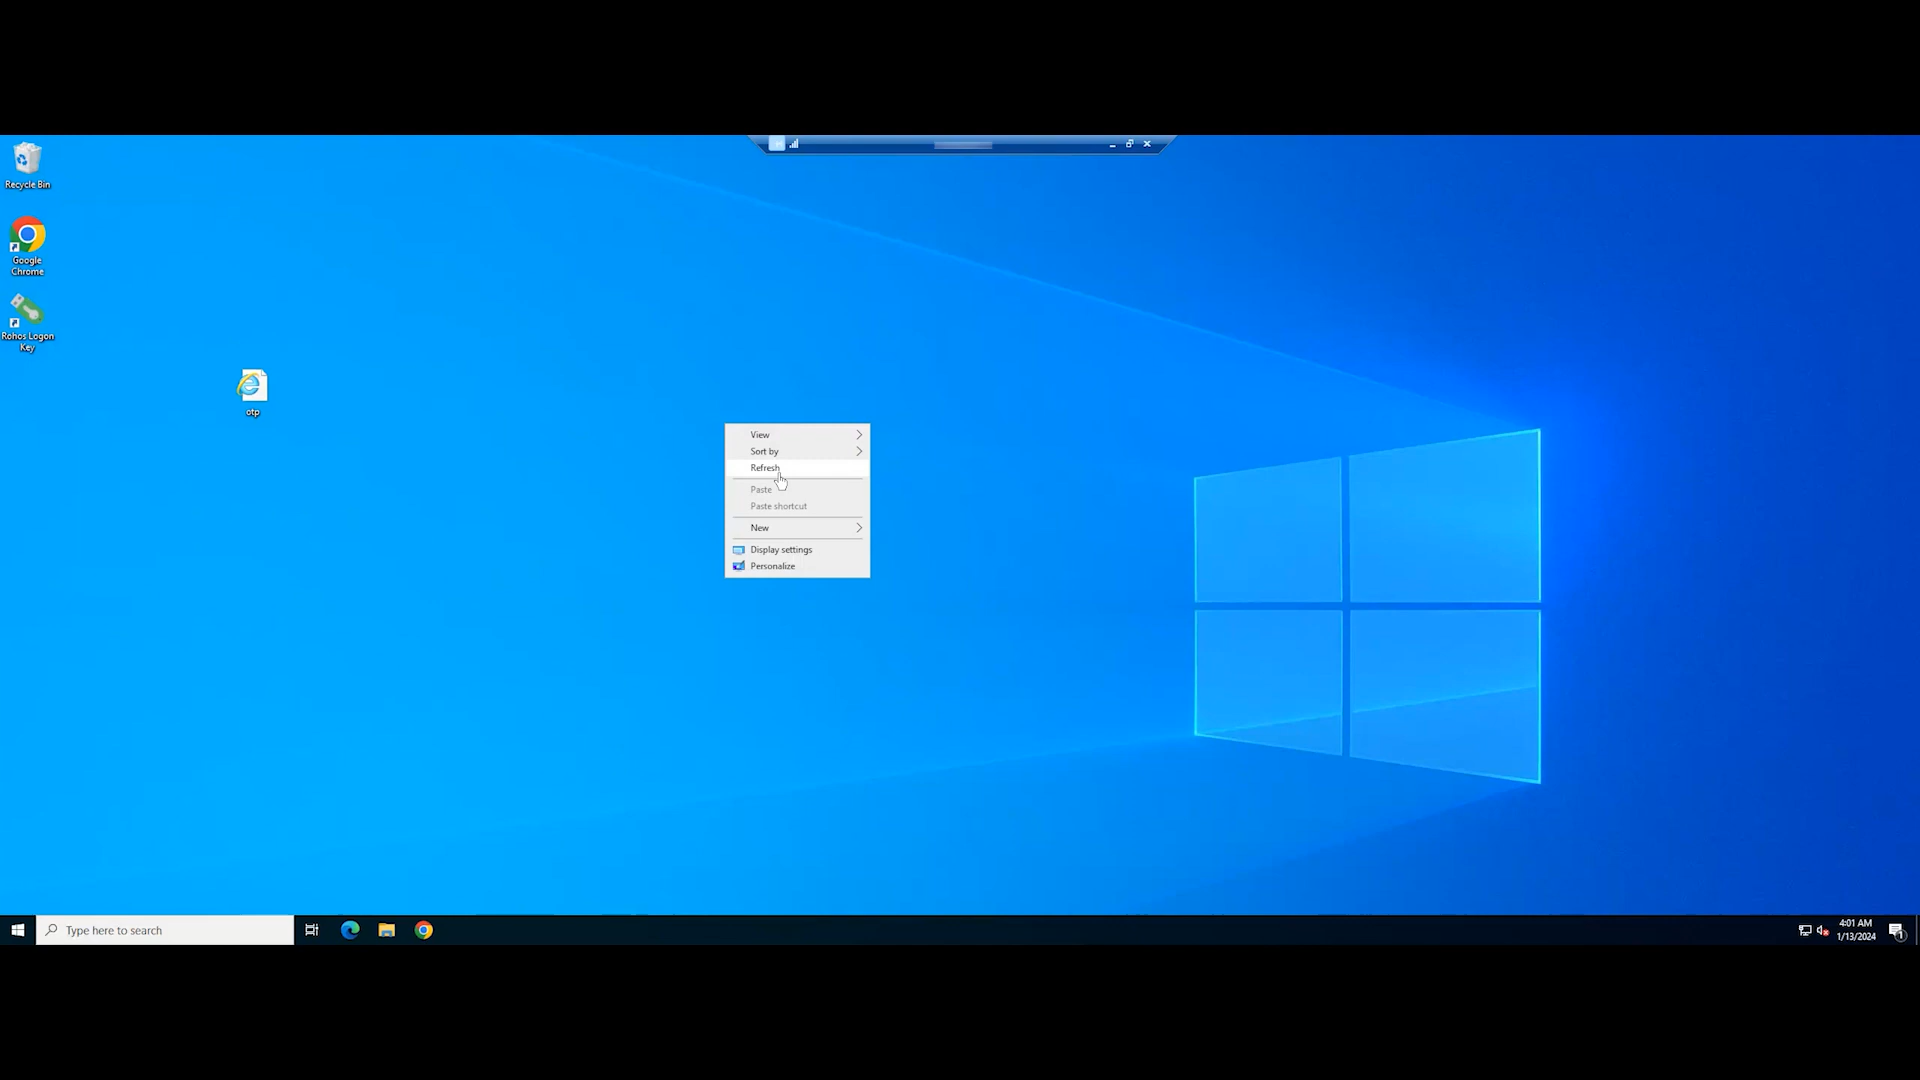 Recycle Bin
Google
Chrome
Rohos Logon
Key
otp
View
Sort by
Refresh
Paste
Paste shortcut
New
Display settings
Personalize
Type here to search
4:01 AM
1/13/2024
1